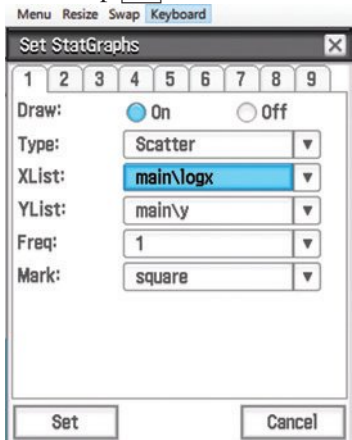 Menu Resize Swap Keyboard
Set StatGraphs
1 2 3 4 5 6 7 8 9
Draw: On Off
Type: Scatter
XList: main\logx
YList: main\y
Freq: 1
Mark: square
Set Cancel